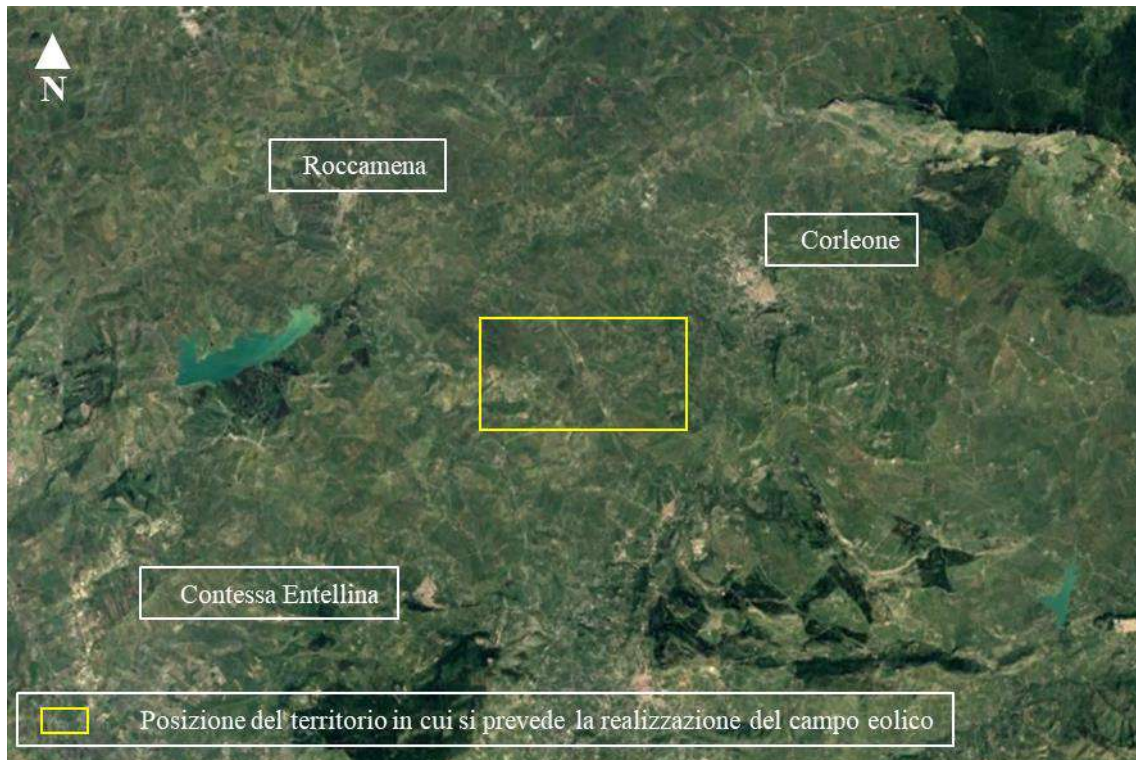 N
Roccamena
Corleone
Contessa Entellina
Posizione del territorio in cui si prevede la realizzazione del campo eolico